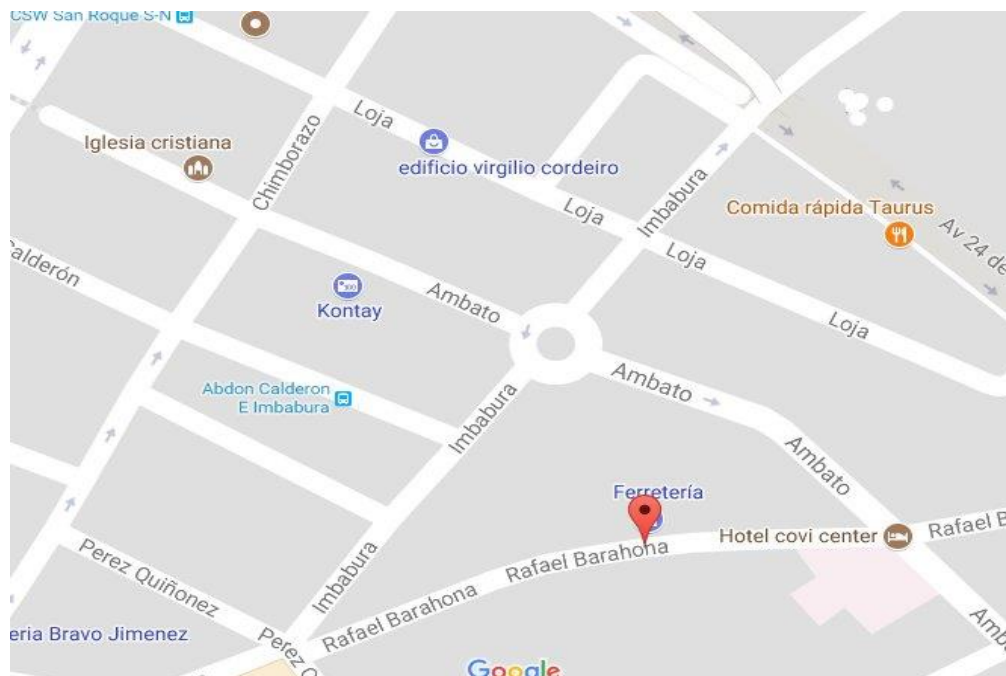 CSW San Roque S-N
Loja
Iglesia cristiana
Chimborazo
edificio virgilio cordeiro
Loja
Imbabura
Comida rápida Taurus
Av 24 de
Loja
Calderón
Kontay
Ambato
Loja
Abdon Calderon
E Imbabura
Imbabura
Ambato
Ambato
Ferretería
Hotel covi center
Rafael B
Rafael Barahona
Perez Quiñonez
Imbabura
Rafael Barahona
eria Bravo Jimenez
Perez Q
Amba
Google